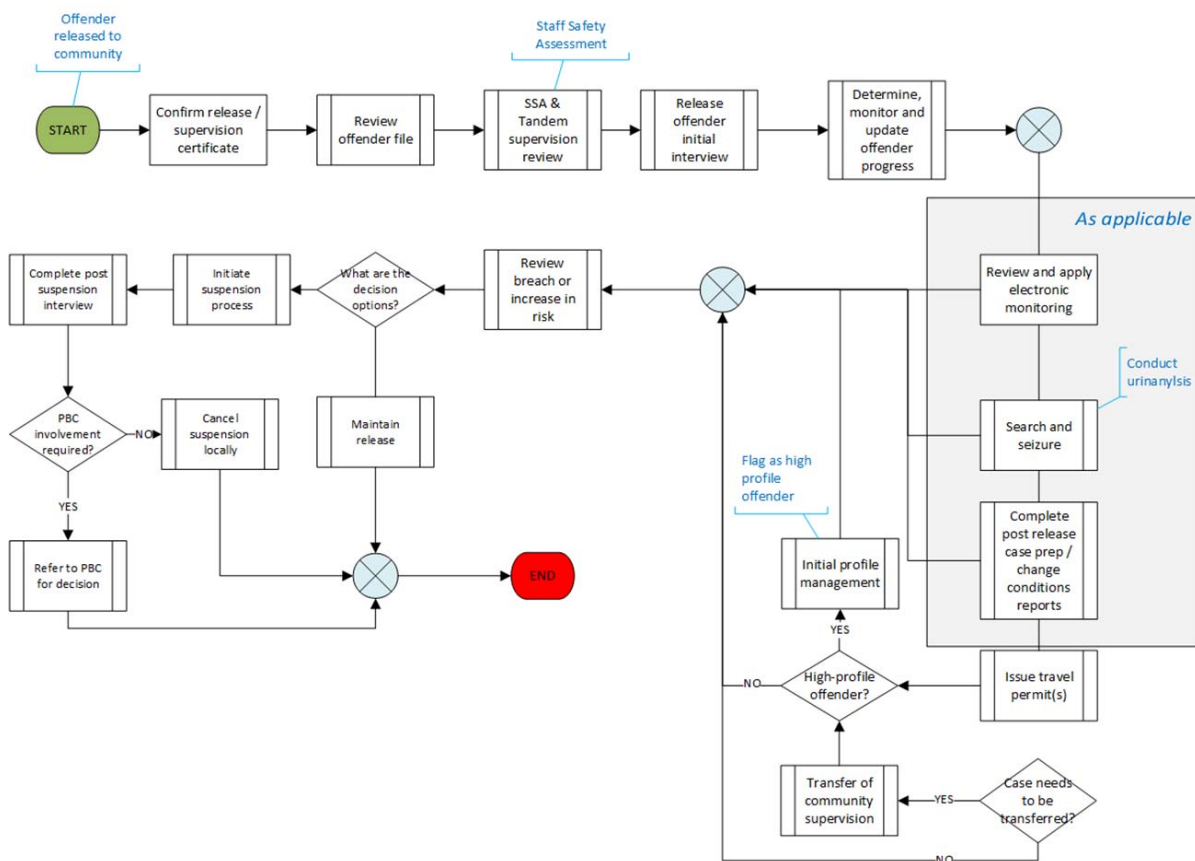 Offender
released to
community
Staff Safety
Assessment
START
Confirm release /
supervision
certificate
Review
offender file
SSA &
Tandem
supervision
review
Release
offender
initial
interview
Determine,
monitor and
update
offender
progress
As applicable
Complete post
suspension
interview
Initiate
suspension
process
What are the
decision
options?
Review
breach or
increase in
risk
Review and apply
electronic
monitoring
Conduct
urinanylsis
PBC
involvement
required?
NO
Cancel
suspension
locally
Maintain
release
Search and
seizure
Flag as high
profile
offender
YES
Complete post
release
case prep /
change
conditions
reports
Refer to PBC
for decision
END
Initial profile
management
YES
NO
High-profile
offender?
Issue travel
permit(s)
Transfer of
community
supervision
YES
Case needs
to be
transferred?
NO